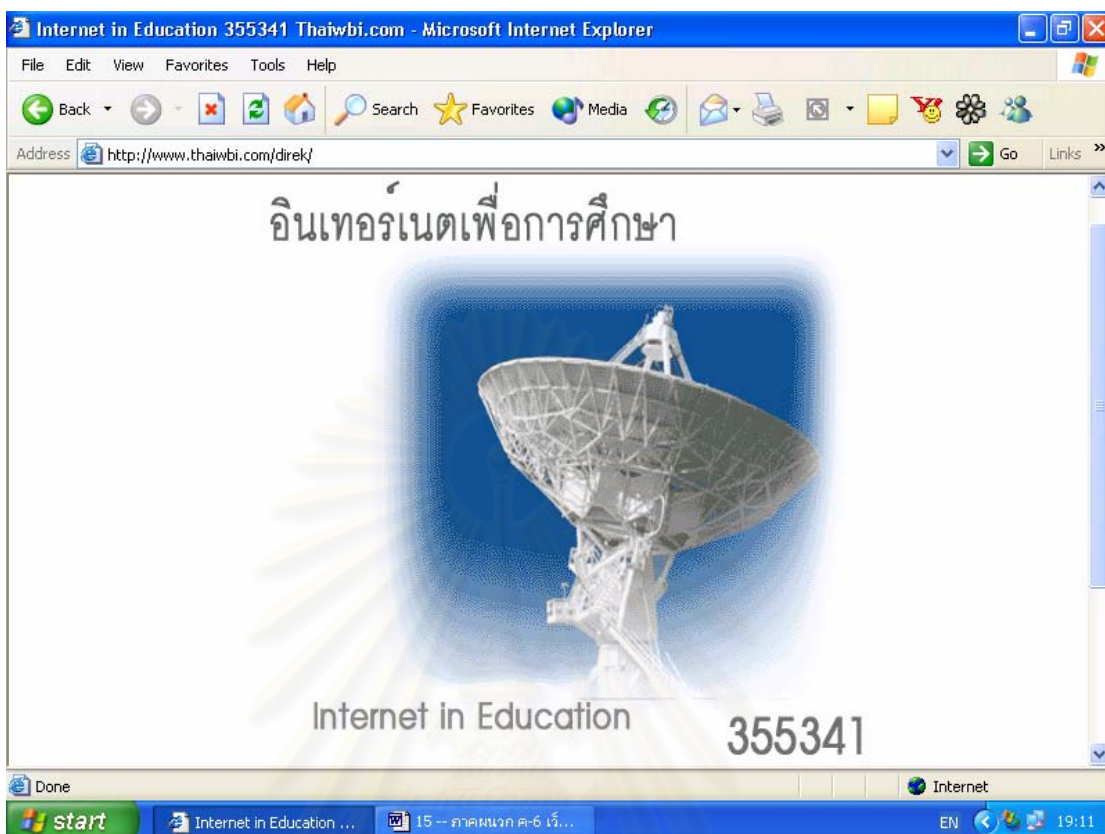 Internet in Education 355341 Thaiwbi.com - Microsoft Internet Explorer
File Edit View Favorites Tools Help
Back Search Favorites Media
Address http://www.thaiwbi.com/direk/ Go Links »
อินเทอร์เนตเพื่อการศึกษา
Internet in Education
355341
Done Internet
start Internet in Education ... 15 -- ภาคผนวก ค-6 เว็... EN 19:11